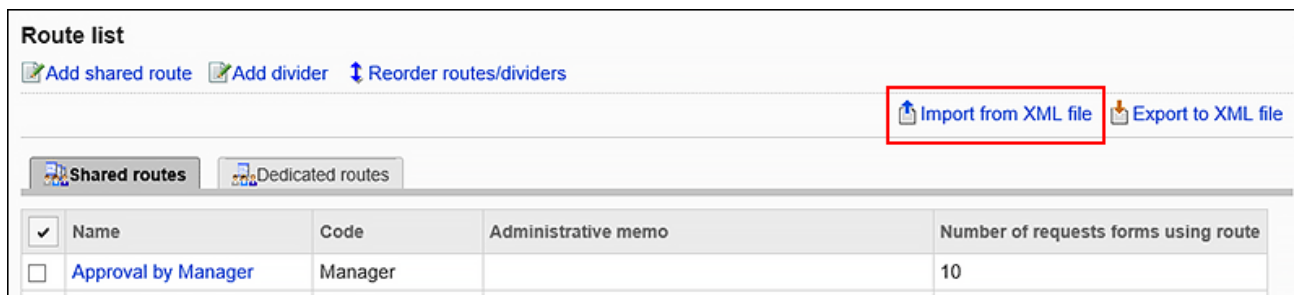 Route list
Add shared route Add divider Reorder routes/dividers
Import from XML file Export to XML file
Shared routes Dedicated routes
Name Code Administrative memo Number of requests forms using route
Approval by Manager Manager 10